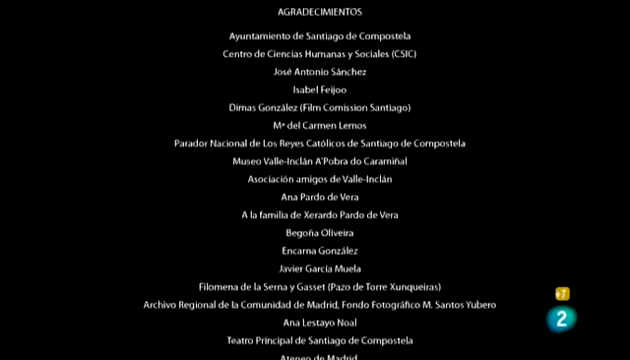 AGRADECIMIENTOS
Ayuntamiento de Santiago de Compostela
Centro de Ciencias Humanas y Sociales (CSIC)
José Antonio Sánchez
Isabel Feijoo
Dimas González (Film Comission Santiago)
Mª del Carmen Lemos
Parador Nacional de Los Reyes Católicos de Santiago de Compostela
Museo Valle-Inclán A'Pobra do Caramiñal
Asociación amigos de Valle-Inclán
Ana Pardo de Vera
A la familia de Xerardo Pardo de Vera
Begoña Oliveira
Encarna González
Javier García Muela
Filomena de la Serna y Gasset (Pazo de Torre Xunqueiras)
Archivo Regional de la Comunidad de Madrid, Fondo Fotográfico M. Santos Yubero
+7
2
Ana Lestayo Noal
Teatro Principal de Santiago de Compostela
Ateneo de Madrid